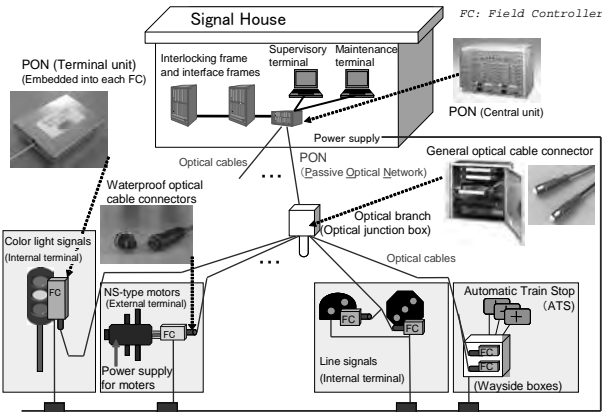 Signal House
FC: Field Controller
PON (Terminal unit)
(Embedded into each FC)
Interlocking frame
and interface frames
Supervisory
terminal
Maintenance
terminal
PON (Central unit)
Power supply
Optical cables
PON
(Passive Optical Network)
General optical cable connector
Waterproof optical
cable connectors
...
Optical branch
(Optical junction box)
Color light signals
(Internal terminal)
FC
NS-type motors
(External terminal)
FC
Power supply
for moters
...
Optical cables
FC
FC
Line signals
(Internal terminal)
Automatic Train Stop
(ATS)
FC
FC
(Wayside boxes)